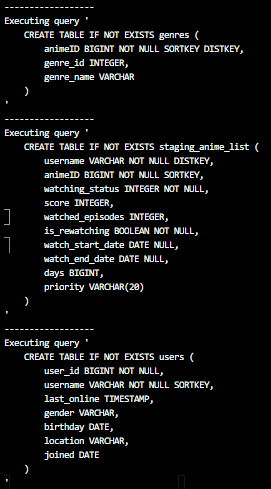 ------------------
Executing query '
    CREATE TABLE IF NOT EXISTS genres (
        animeID BIGINT NOT NULL SORTKEY DISTKEY,
        genre_id INTEGER,
        genre_name VARCHAR
    )
'
------------------
Executing query '
    CREATE TABLE IF NOT EXISTS staging_anime_list (
        username VARCHAR NOT NULL DISTKEY,
        animeID BIGINT NOT NULL SORTKEY,
        watching_status INTEGER NOT NULL,
        score INTEGER,
        watched_episodes INTEGER,
        is_rewatching BOOLEAN NOT NULL,
        watch_start_date DATE NULL,
        watch_end_date DATE NULL,
        days BIGINT,
        priority VARCHAR(20)
    )
'
------------------
Executing query '
    CREATE TABLE IF NOT EXISTS users (
        user_id BIGINT NOT NULL,
        username VARCHAR NOT NULL SORTKEY,
        last_online TIMESTAMP,
        gender VARCHAR,
        birthday DATE,
        location VARCHAR,
        joined DATE
    )
'